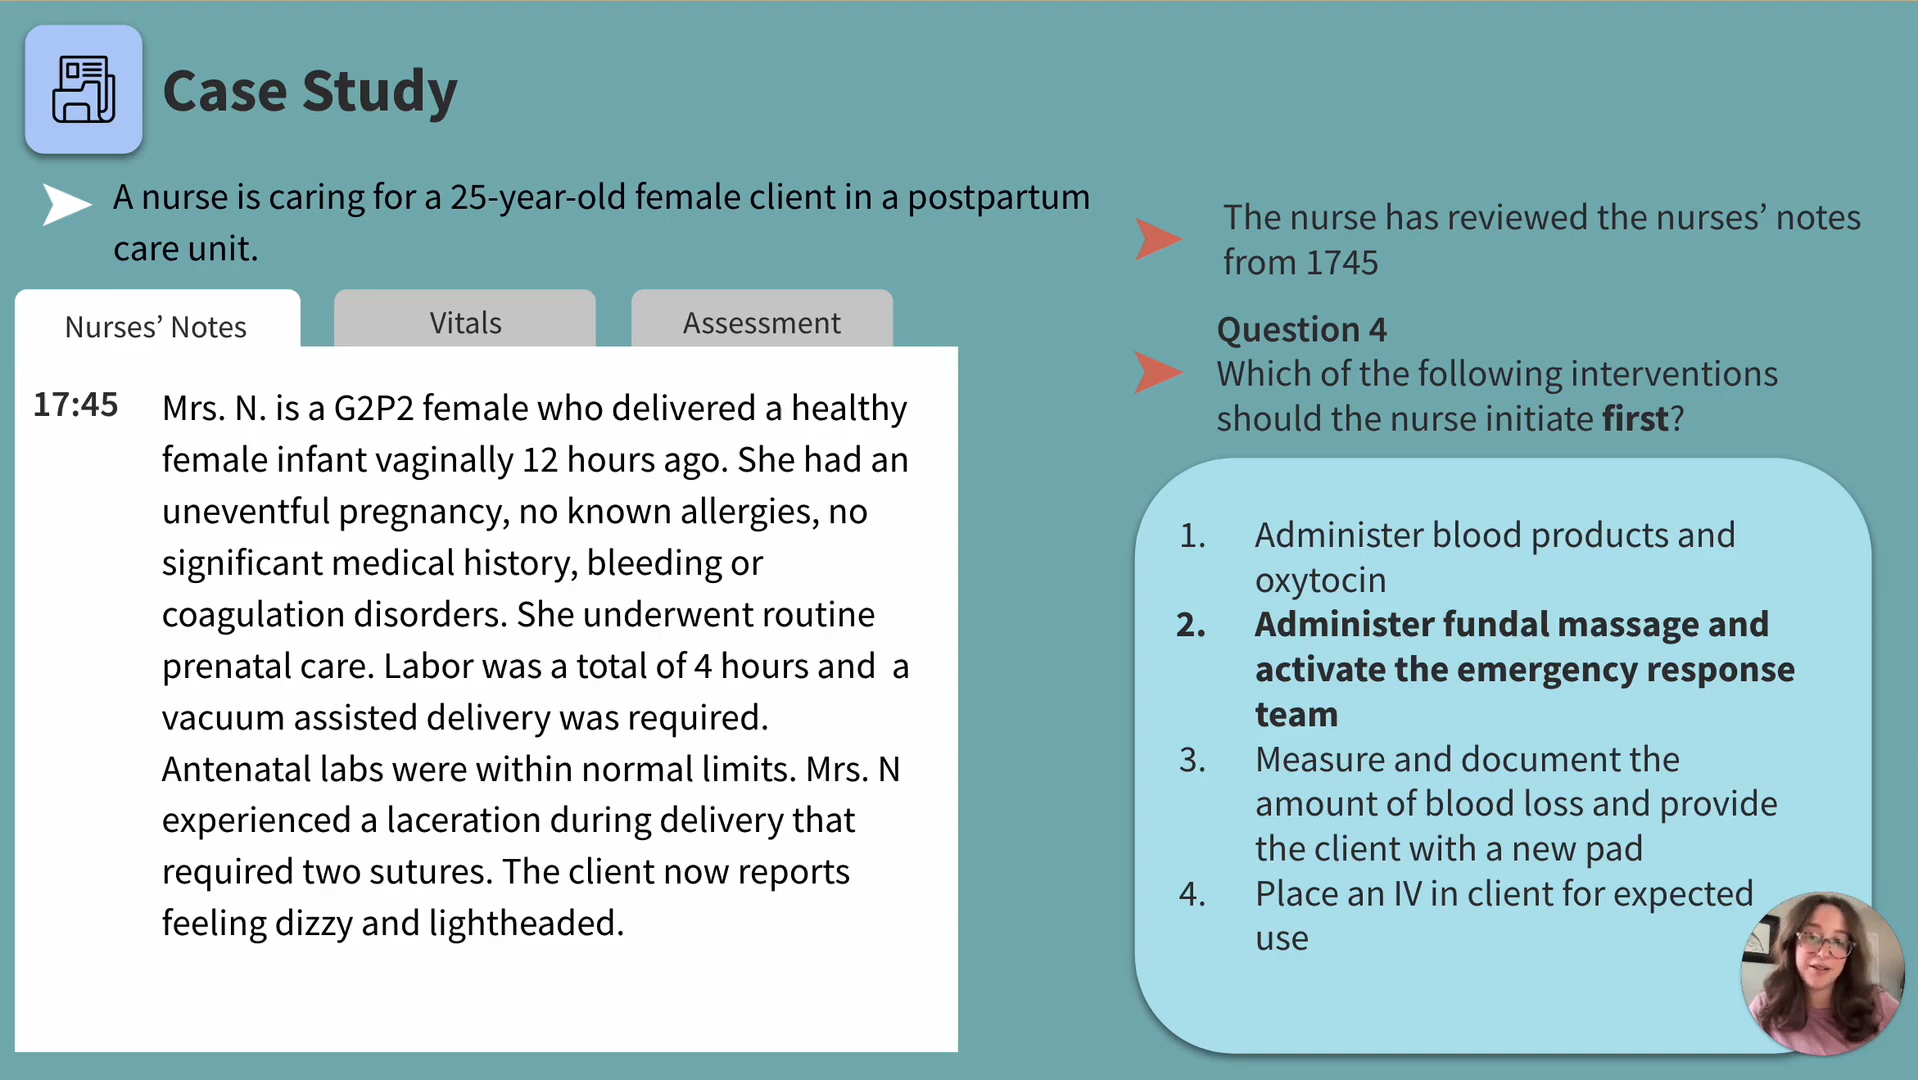 Case Study
A nurse is caring for a 25-year-old female client in a postpartum
care unit.
Nurses’ Notes
Vitals
Assessment
17:45
Mrs. N. is a G2P2 female who delivered a healthy
female infant vaginally 12 hours ago. She had an
uneventful pregnancy, no known allergies, no
significant medical history, bleeding or
coagulation disorders. She underwent routine
prenatal care. Labor was a total of 4 hours and  a
vacuum assisted delivery was required.
Antenatal labs were within normal limits. Mrs. N
experienced a laceration during delivery that
required two sutures. The client now reports
feeling dizzy and lightheaded.
The nurse has reviewed the nurses’ notes
from 1745
Question 4
Which of the following interventions
should the nurse initiate first?
1. Administer blood products and
oxytocin
2. Administer fundal massage and
activate the emergency response
team
3. Measure and document the
amount of blood loss and provide
the client with a new pad
4. Place an IV in client for expected
use